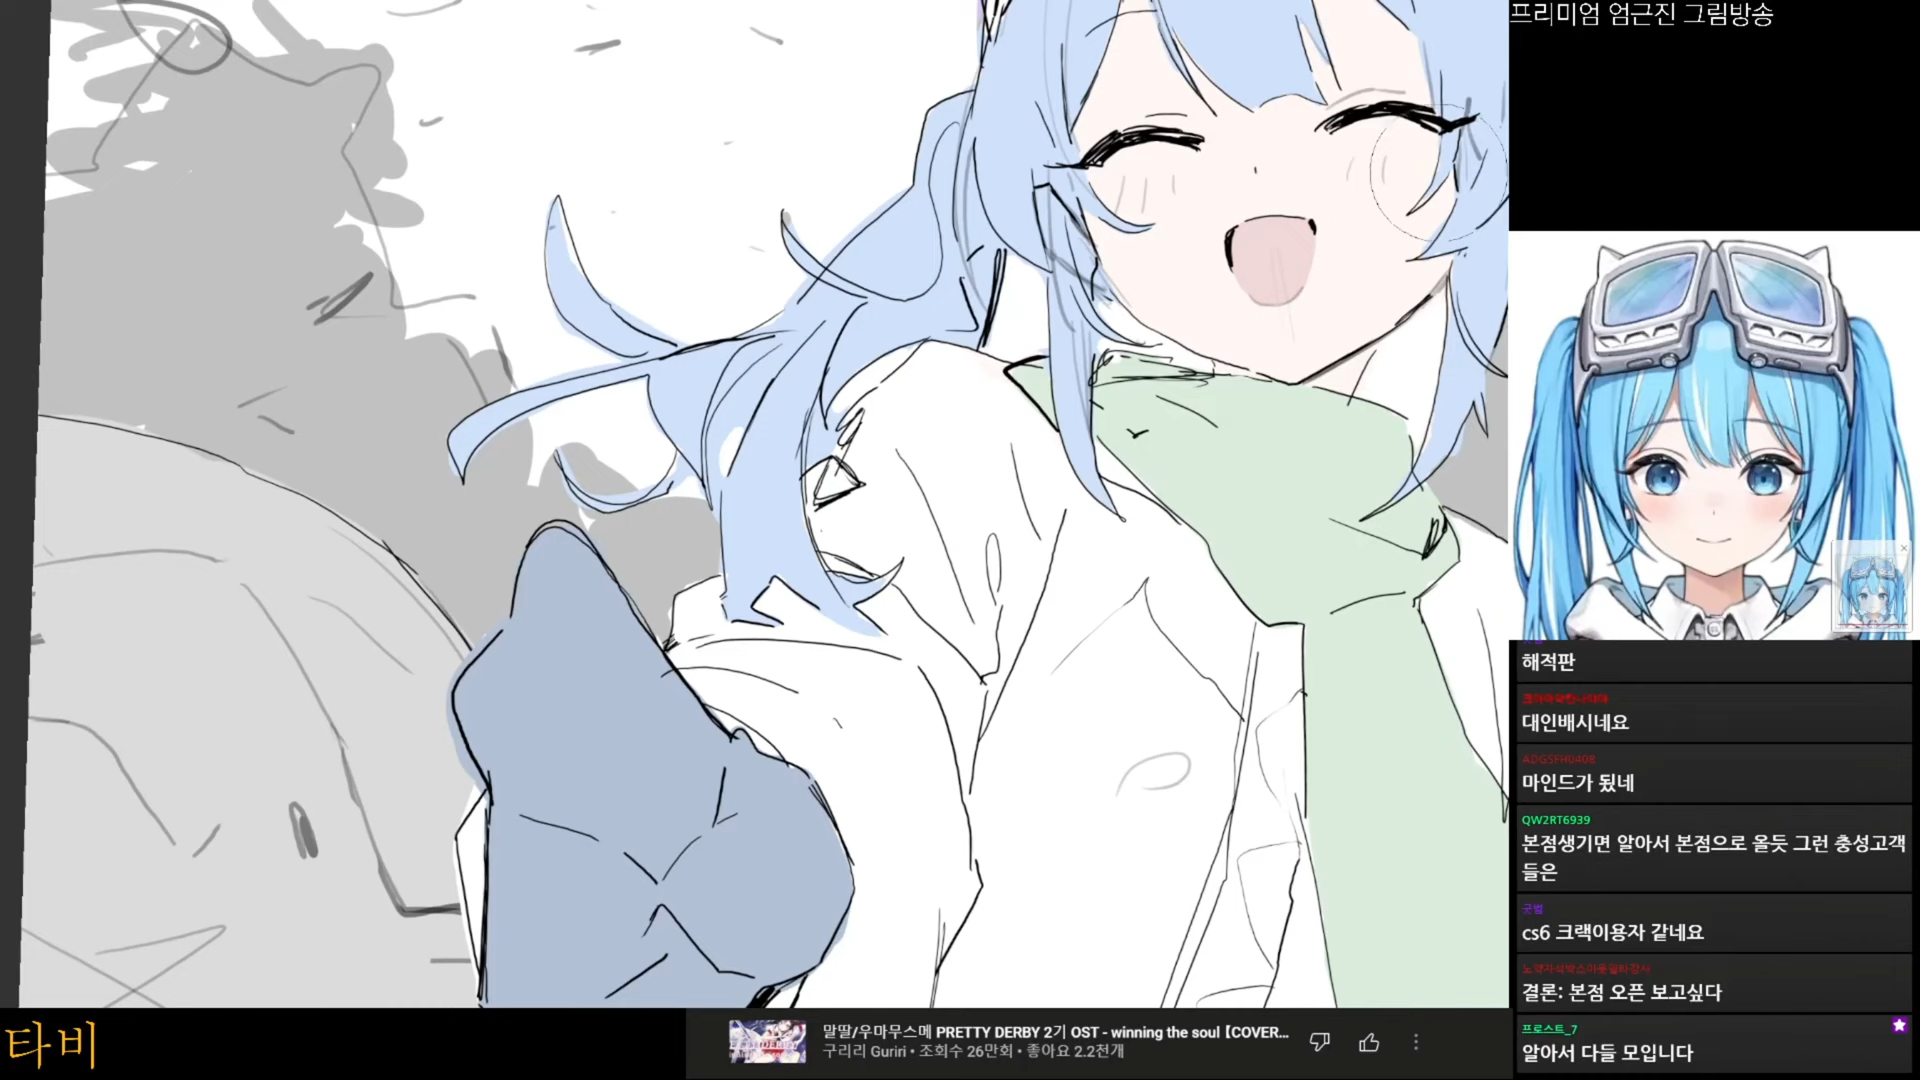 프리미엄 엄근진 그림방송
해적판
대인배시네요
ADGSFH0408
마인드가 됐네
QW2RT6939
본점생기면 알아서 본점으로 올듯 그런 충성고객
들은
굿밤
cs6 크랙이용자 같네요
결론: 본점 오픈 보고싶다
프로스트_7
알아서 다들 모입니다
타비
말딸/우마무스메 PRETTY DERBY 2기 OST - winning the soul【COVER...
구리리 Guriri • 조회수 26만회 • 좋아요 2.2천개